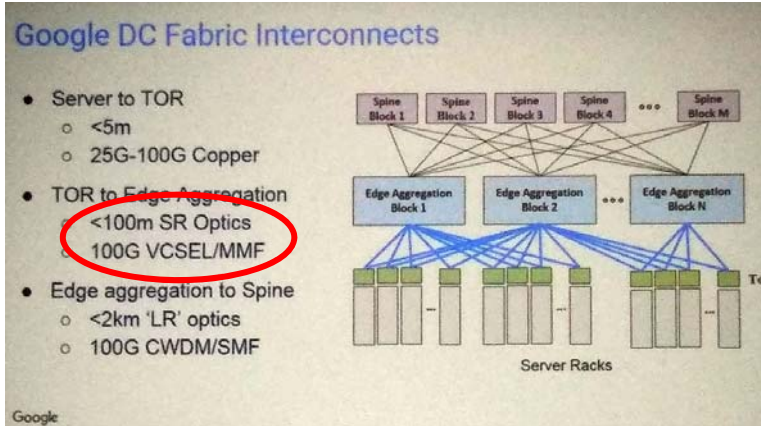 Google DC Fabric Interconnects
Server to TOR
<5m
25G-100G Copper
TOR to Edge Aggregation
<100m SR Optics
100G VCSEL/MMF
Edge aggregation to Spine
<2km 'LR' optics
100G CWDM/SMF
Spine Block 1
Spine Block 2
Spine Block 3
Spine Block 4
Spine Block M
Edge Aggregation Block 1
Edge Aggregation Block 2
Edge Aggregation Block N
Server Racks
Google